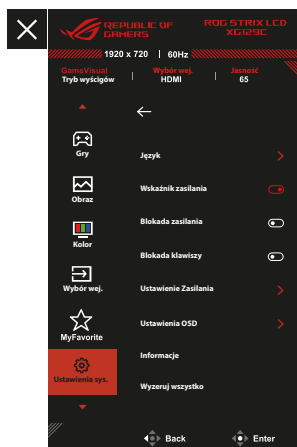 REPUBLIC OF
GAMERS
ROG STRIX LCD
XG129C
1920 x 720 | 60Hz
GameVisual
Tryb wyścigów
Wybór wej.
HDMI
Jasność
65
Gry
Obraz
Kolor
Wybór wej.
MyFavorite
Ustawienia sys.
Język
Wskaźnik zasilania
Blokada zasilania
Blokada klawiszy
Ustawienie Zasilania
Ustawienia OSD
Informacje
Wyzeruj wszystko
Back
Enter